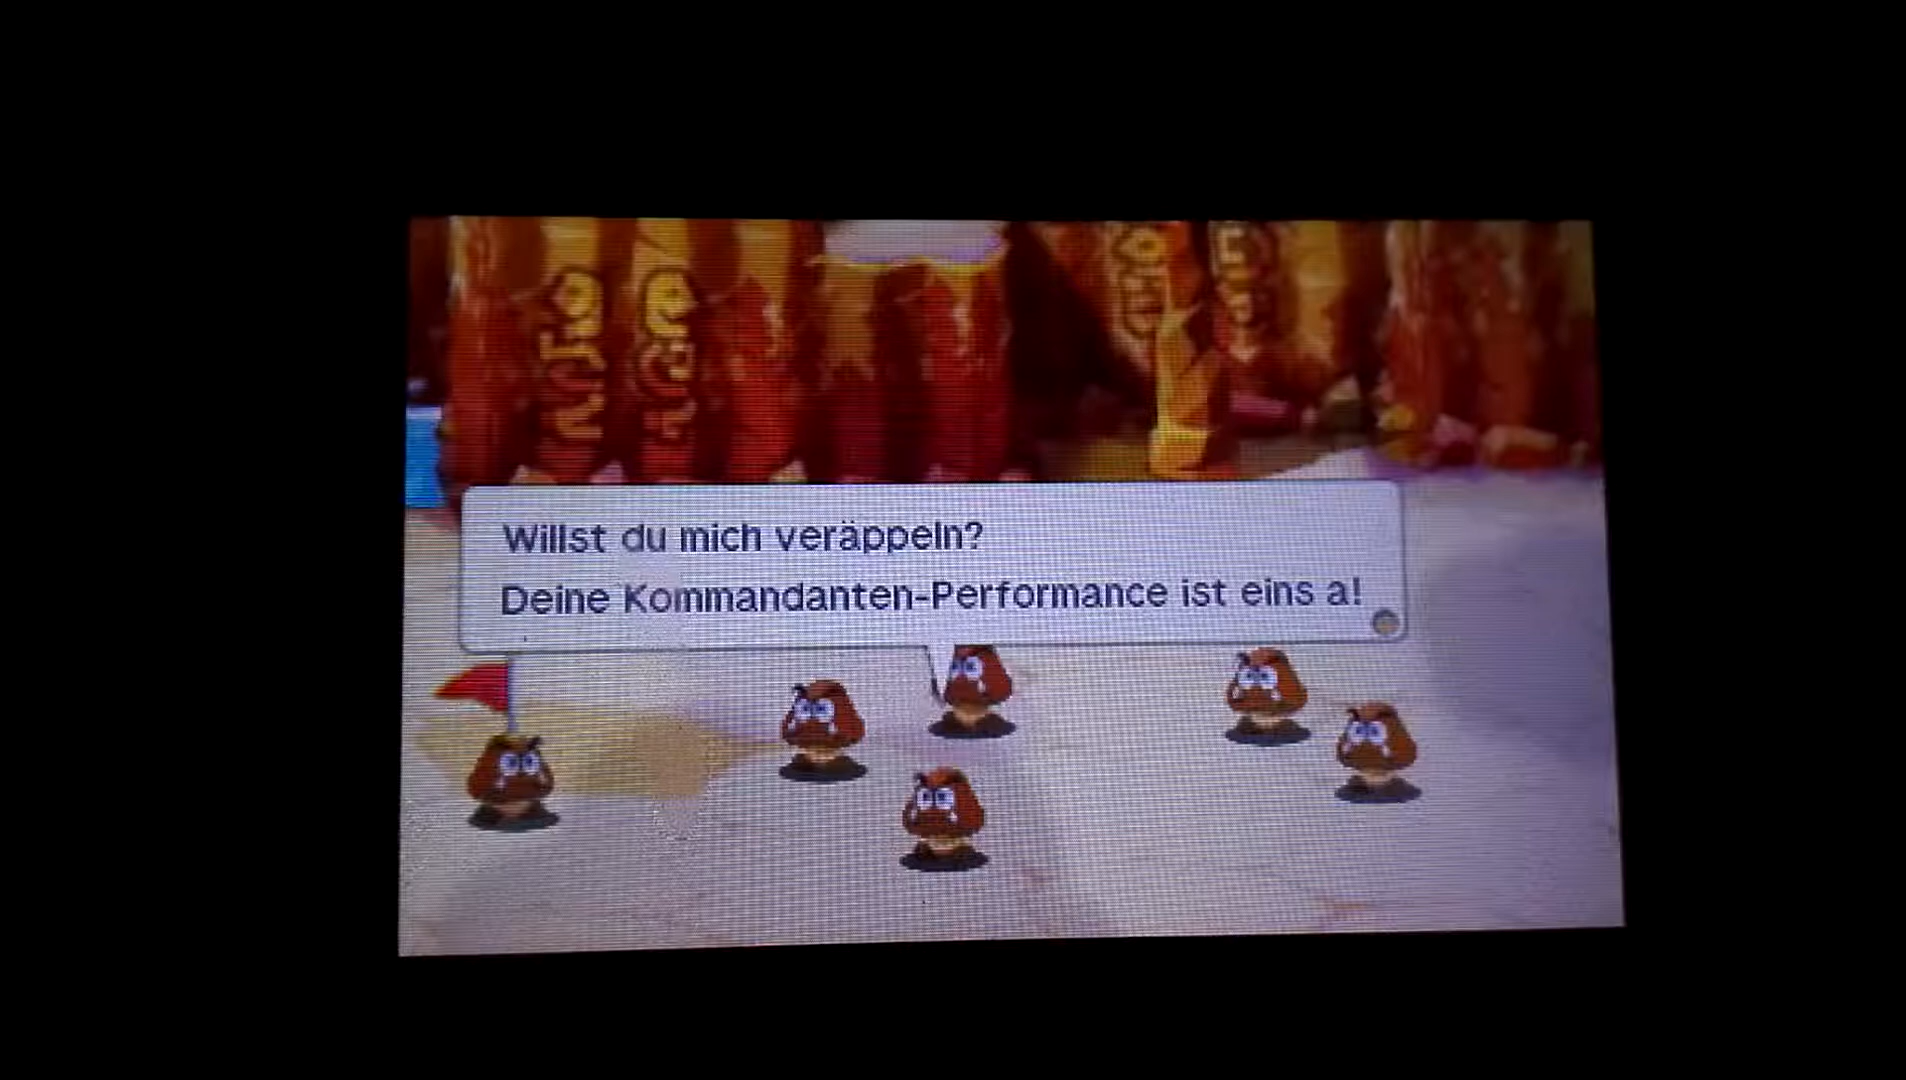 Willst du mich veräppeln?
Deine Kommandanten-Performance ist eins a!